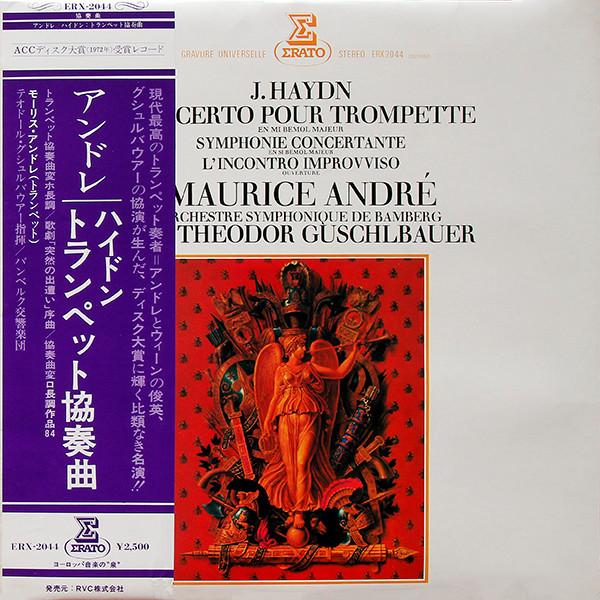 ERX-2044
協奏曲
アンドレ/ハイドン:トランペット協奏曲
ACCディスク大賞(1972年)受賞レコード
現代最高のトランペット奏者=アンドレとウィーンの俊英、
グシュルバウアーの協演が生んだ、ディスク大賞に輝く比類なき名演!!
アンドレ/ハイドン/トランペット協奏曲
トランペット協奏曲変ホ長調/歌劇「突然の出遭い」序曲/協奏曲変ロ長調作品84
モーリス・アンドレ(トランペット)
テオドール・グシュルバウアー指揮/バンベルク交響楽団
ERX-2044
E
ERATO
¥2,500
ヨーロッパ音楽の"泉"
発売元:RVC株式会社
E
ERATO
GRAVURE UNIVERSELLE
STEREO ERX2044
J. HAYDN
CERTO POUR TROMPETTE
EN MI BEMOL MAJEUR
SYMPHONIE CONCERTANTE
EN SI BEMOL MAJEUR
L'INCONTRO IMPROVVISO
OUVERTURE
MAURICE ANDRÉ
RCHESTRE SYMPHONIQUE DE BAMBERG
THEODOR GUSCHLBAUER